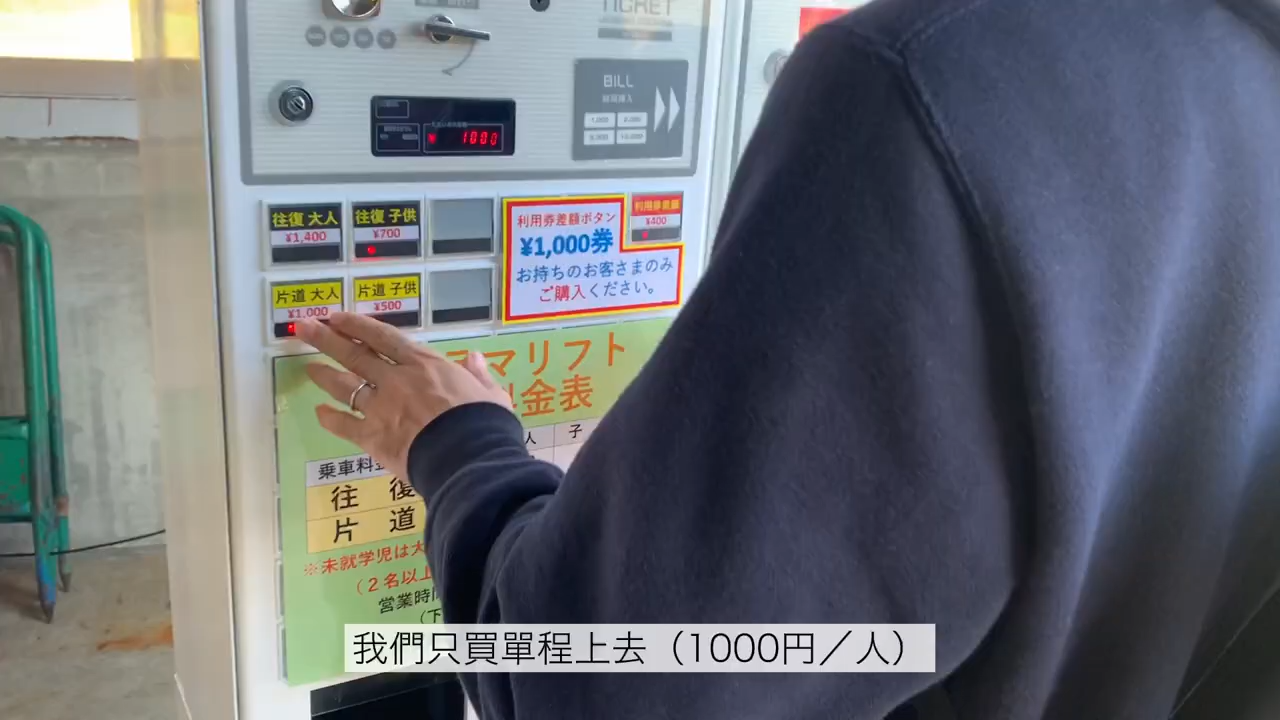 TICKET
BILL
1,000
2,000
5,000
10,000
1000
往復 大人
¥1,400
往復 子供
¥700
利用券差額ボタン
¥1,000券
お持ちのお客さまのみ
ご購入ください。
利用券差額
¥400
片道 大人
¥1,000
片道 子供
¥500
マリフト
金表
人 子
乗車料
往 復
片 道
※未就学児は大
(2名以
営業時
(下
我們只買單程上去（1000円／人）